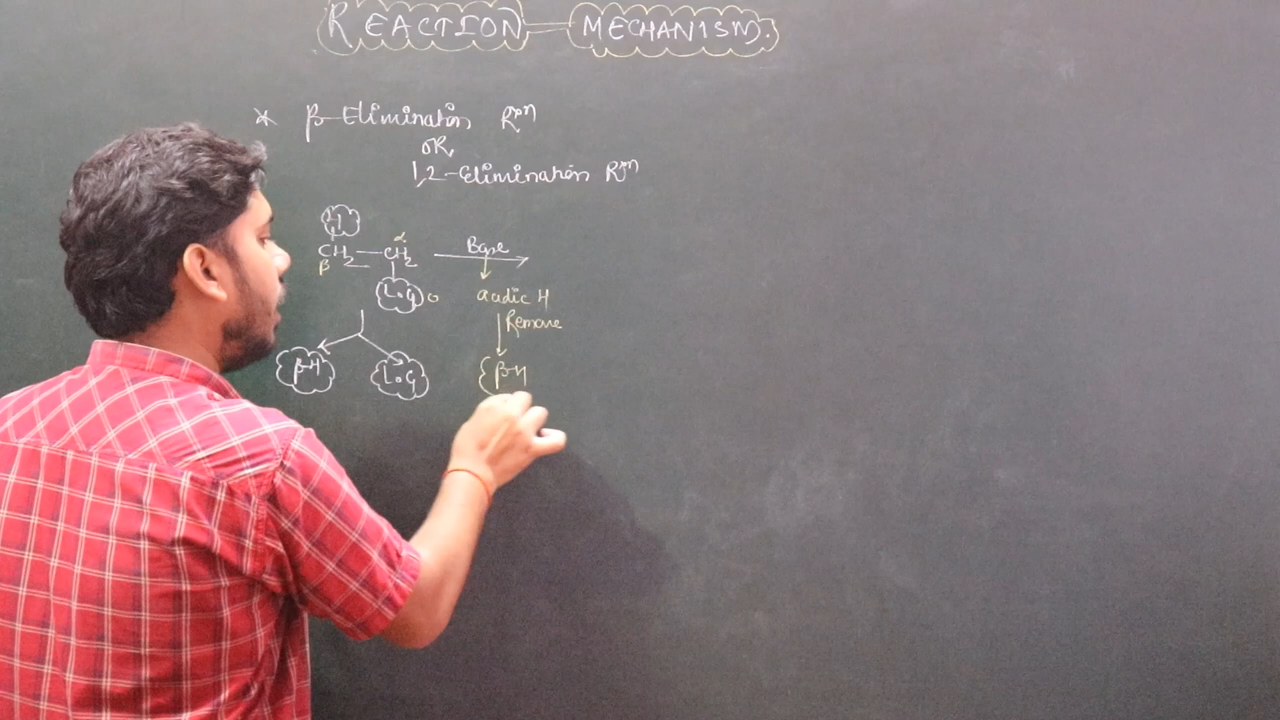 REACTION — MECHANISM.
* β-Elimination Rxn
OR,
1,2-Elimination Rxn
H
α
CH2 — CH2 Base
β
L.G acidic H
Remove
β-H L.G β-H